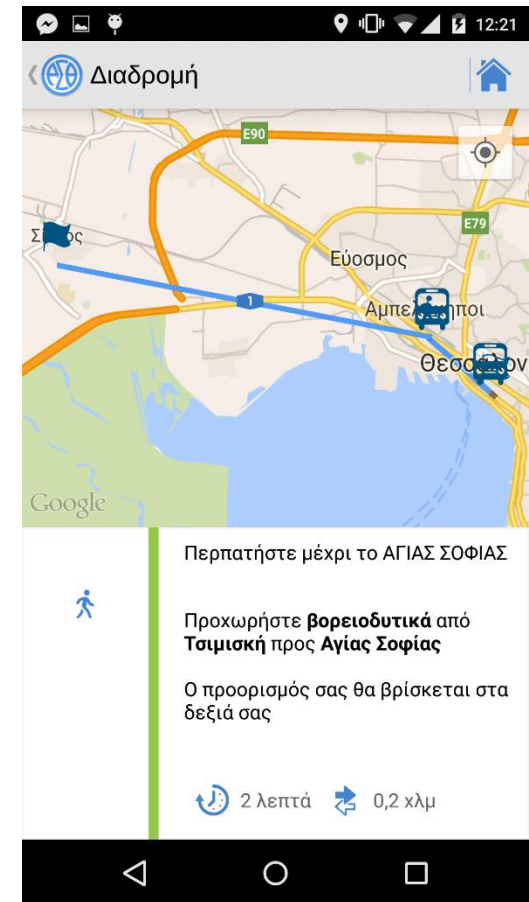 12:21
ΑΣΘ Διαδρομή
E90
E79
Εύοσμος
1
Google
Περπατήστε μέχρι το ΑΓΙΑΣ ΣΟΦΙΑΣ
Προχωρήστε βορειοδυτικά από
Τσιμισκή προς Αγίας Σοφίας
Ο προορισμός σας θα βρίσκεται στα
δεξιά σας
2 λεπτά 0,2 χλμ